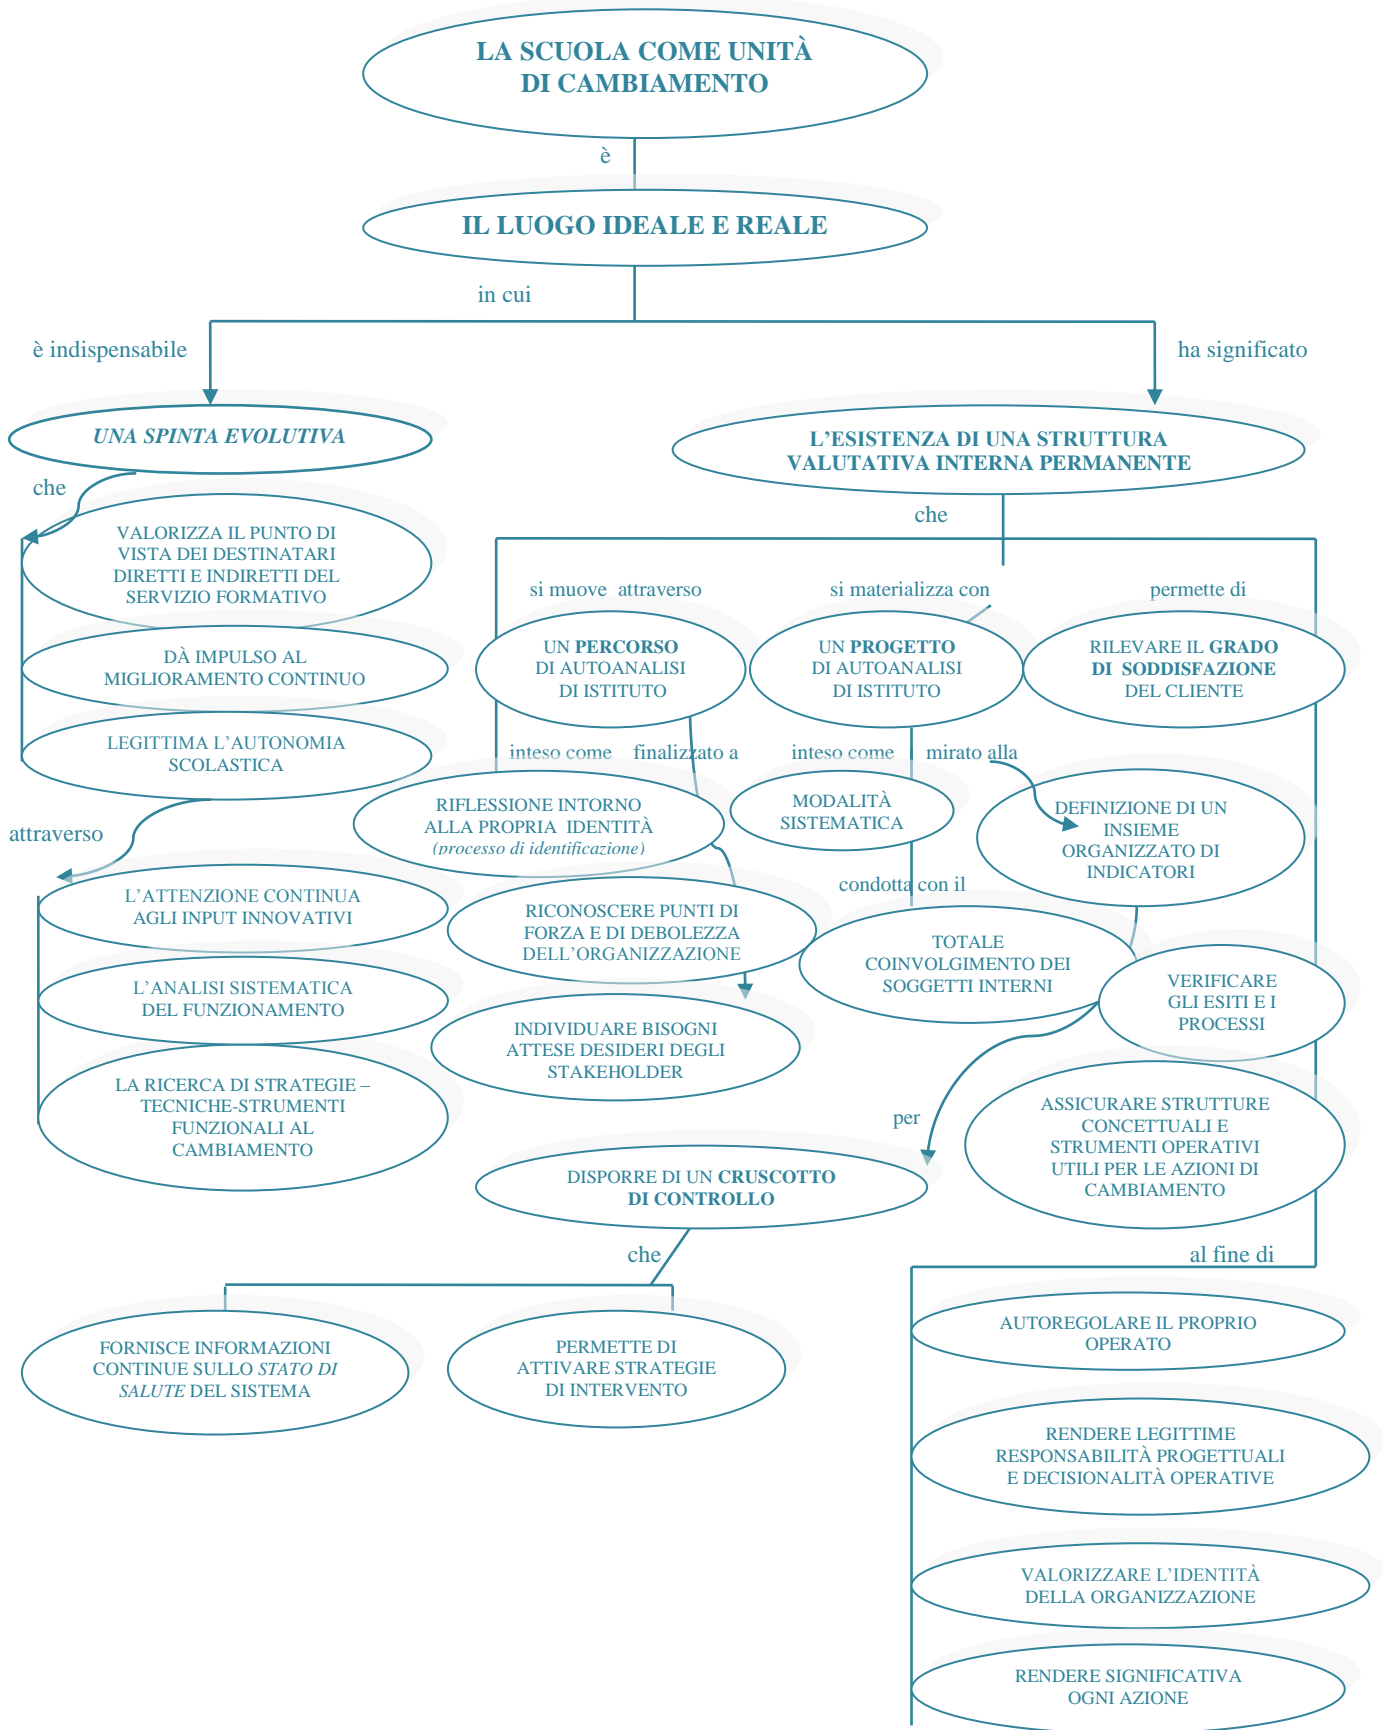 LA SCUOLA COME UNITÀ
DI CAMBIAMENTO
è
IL LUOGO IDEALE E REALE
in cui
è indispensabile
ha significato
UNA SPINTA EVOLUTIVA
L’ESISTENZA DI UNA STRUTTURA
VALUTATIVA INTERNA PERMANENTE
che
VALORIZZA IL PUNTO DI
VISTA DEI DESTINATARI
DIRETTI E INDIRETTI DEL
SERVIZIO FORMATIVO
DÀ IMPULSO AL
MIGLIORAMENTO CONTINUO
LEGITTIMA L’AUTONOMIA
SCOLASTICA
attraverso
L’ATTENZIONE CONTINUA
AGLI INPUT INNOVATIVI
L’ANALISI SISTEMATICA
DEL FUNZIONAMENTO
LA RICERCA DI STRATEGIE –
TECNICHE-STRUMENTI
FUNZIONALI AL
CAMBIAMENTO
che
si muove attraverso
si materializza con
permette di
UN PERCORSO
DI AUTOANALISI
DI ISTITUTO
UN PROGETTO
DI AUTOANALISI
DI ISTITUTO
RILEVARE IL GRADO
DI SODDISFAZIONE
DEL CLIENTE
inteso come
finalizzato a
inteso come
mirato alla
RIFLESSIONE INTORNO
ALLA PROPRIA IDENTITÀ
(processo di identificazione)
MODALITÀ
SISTEMATICA
DEFINIZIONE DI UN
INSIEME
ORGANIZZATO DI
INDICATORI
condotta con il
RICONOSCERE PUNTI DI
FORZA E DI DEBOLEZZA
DELL’ORGANIZZAZIONE
TOTALE
COINVOLGIMENTO DEI
SOGGETTI INTERNI
VERIFICARE
GLI ESITI E I
PROCESSI
INDIVIDUARE BISOGNI
ATTESE DESIDERI DEGLI
STAKEHOLDER
per
ASSICURARE STRUTTURE
CONCETTUALI E
STRUMENTI OPERATIVI
UTILI PER LE AZIONI DI
CAMBIAMENTO
DISPORRE DI UN CRUSCOTTO
DI CONTROLLO
che
al fine di
FORNISCE INFORMAZIONI
CONTINUE SULLO STATO DI
SALUTE DEL SISTEMA
PERMETTE DI
ATTIVARE STRATEGIE
DI INTERVENTO
AUTOREGOLARE IL PROPRIO
OPERATO
RENDERE LEGITTIME
RESPONSABILITÀ PROGETTUALI
E DECISIONALITÀ OPERATIVE
VALORIZZARE L’IDENTITÀ
DELLA ORGANIZZAZIONE
RENDERE SIGNIFICATIVA
OGNI AZIONE